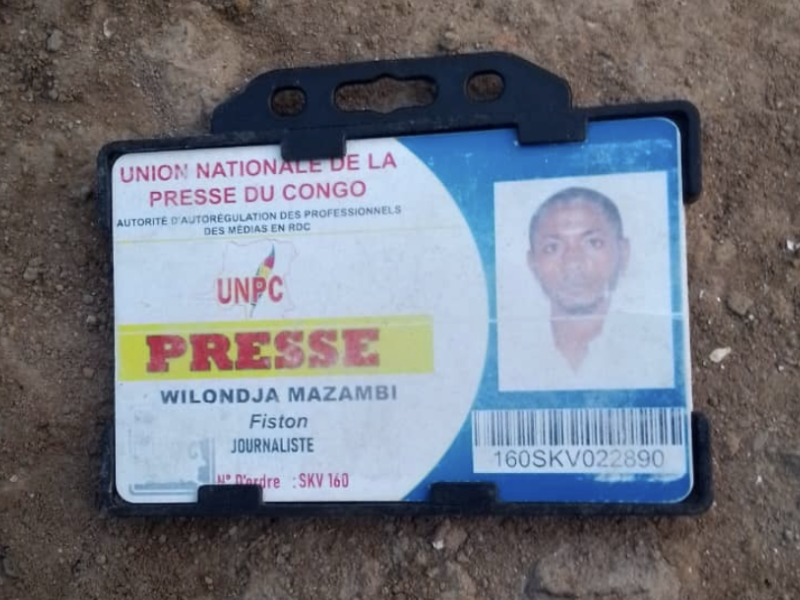 UNION NATIONALE DE LA
PRESSE DU CONGO
AUTORITÉ D'AUTORÉGULATION DES PROFESSIONNELS
DES MÉDIAS EN RDC
UNPC
PRESSE
WILONDJA MAZAMBI
Fiston
JOURNALISTE
N° D'ordre : SKV 160
160SKV022890